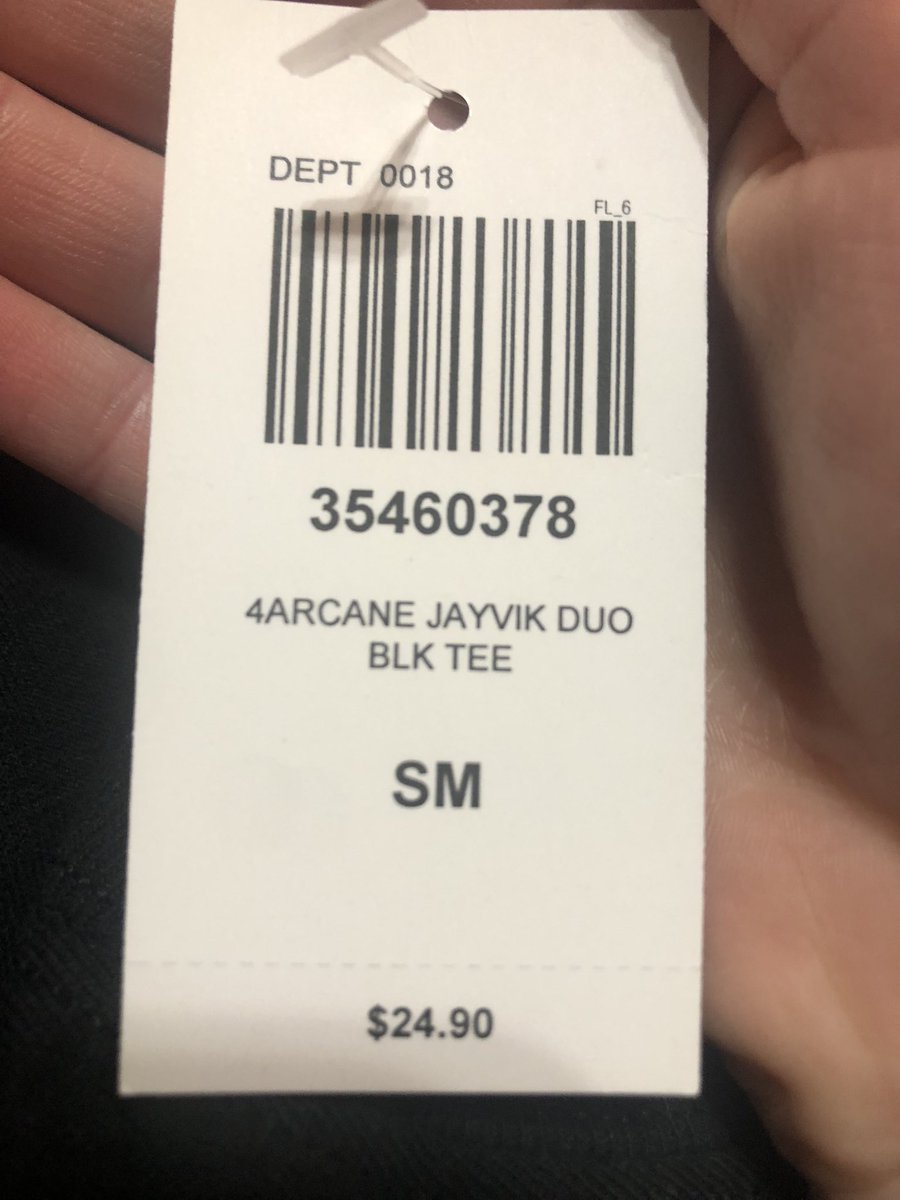 DEPT 0018
FL_6
35460378
4ARCANE JAYVIK DUO
BLK TEE
SM
$24.90